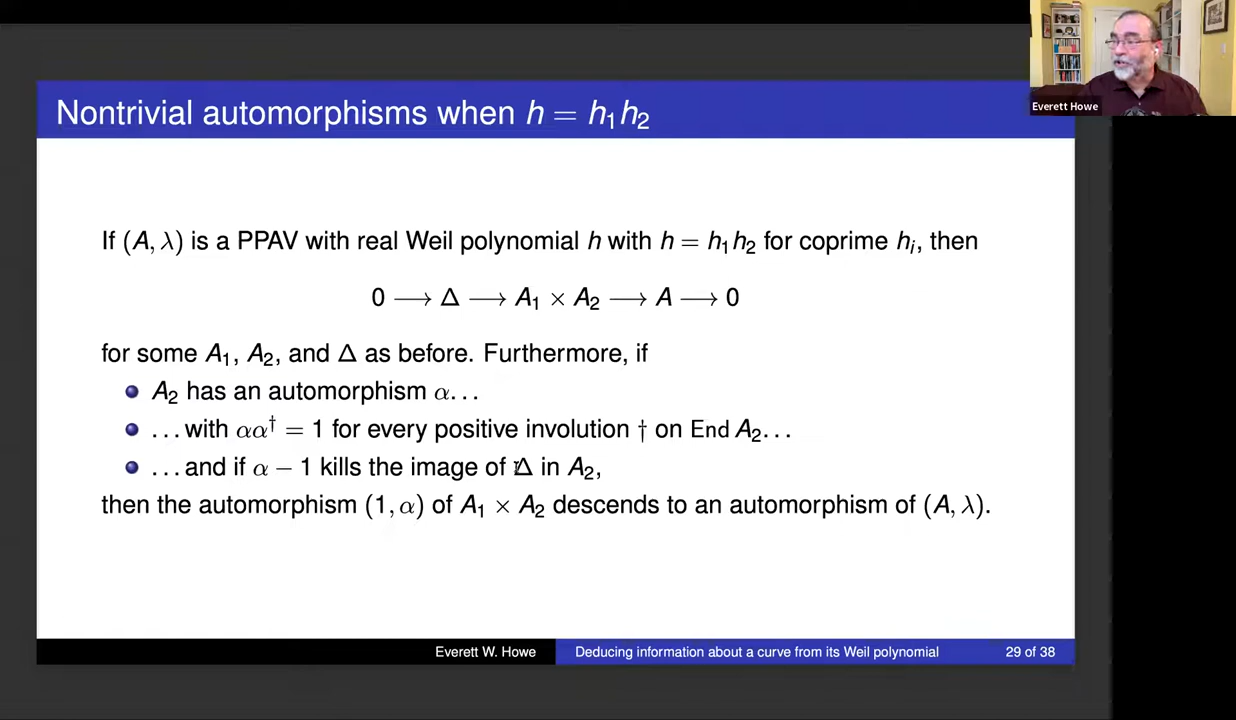 Everett Howe
Nontrivial automorphisms when h = h₁h₂
If (A, λ) is a PPAV with real Weil polynomial h with h = h₁h₂ for coprime hᵢ, then
0 ⟶ Δ ⟶ A₁ × A₂ ⟶ A ⟶ 0
for some A₁, A₂, and Δ as before. Furthermore, if
A₂ has an automorphism α...
...with αα† = 1 for every positive involution † on End A₂...
...and if α − 1 kills the image of Δ in A₂,
then the automorphism (1, α) of A₁ × A₂ descends to an automorphism of (A, λ).
Everett W. Howe Deducing information about a curve from its Weil polynomial 29 of 38